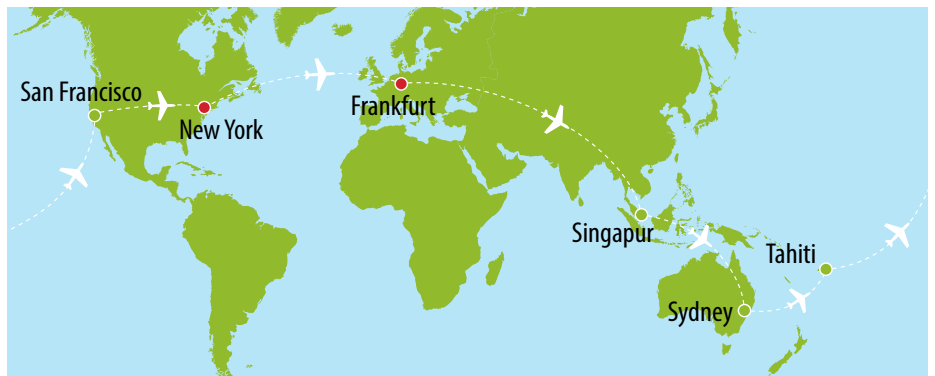 San Francisco
New York
Frankfurt
Singapur
Tahiti
Sydney